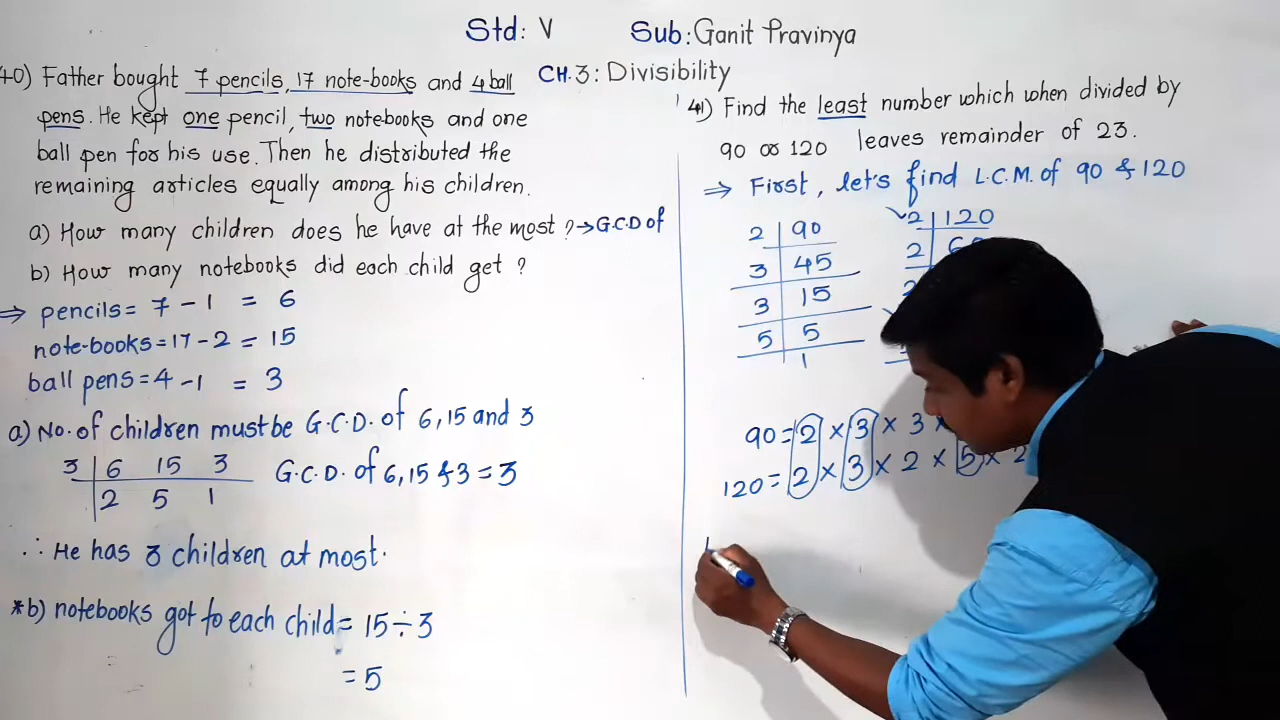 Std: V Sub: Ganit Pravinya
CH.3: Divisibility
40) Father bought 7 pencils, 17 note-books and 4 ball
pens. He kept one pencil, two notebooks and one
ball pen for his use. Then he distributed the
remaining articles equally among his children.
a) How many children does he have at the most? → G.C.D of
b) How many notebooks did each child get?
⇒ pencils = 7 - 1 = 6
note-books = 17 - 2 = 15
ball pens = 4 - 1 = 3
a) No. of children must be G.C.D. of 6, 15 and 3
3 | 6 15 3 G.C.D. of 6, 15 & 3 = 3
2 5 1
∴ He has 3 children at most.
*b) notebooks got to each child = 15 ÷ 3
= 5
41) Find the least number which when divided by
90 or 120 leaves remainder of 23.
⇒ First, let's find L.C.M. of 90 & 120
2 | 90
3 | 45
3 | 15
5 | 5
1
2 | 120
2
90 = 2 × 3 × 3 ×
120 = 2 × 3 × 2 × 5 × 2